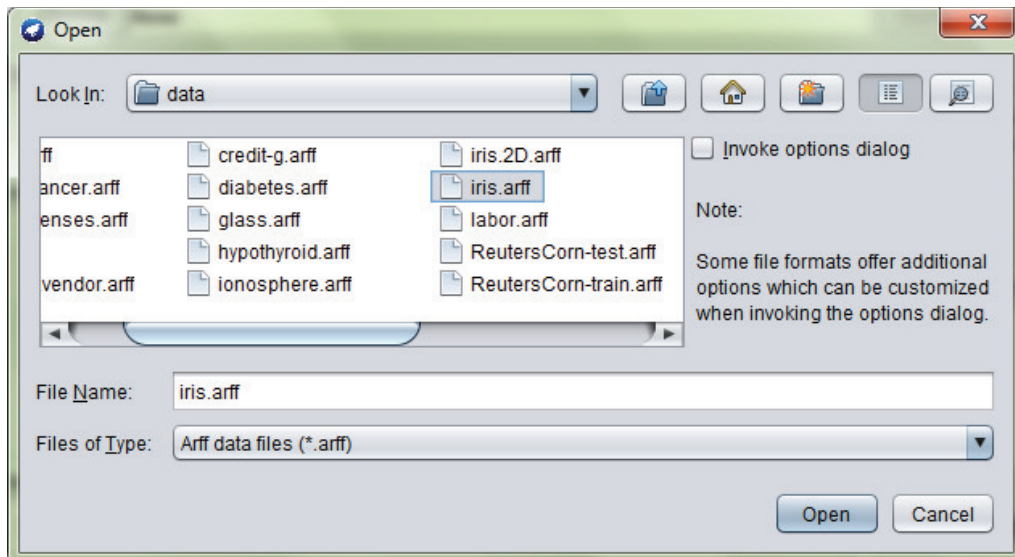 Open
Look In: data
ff credit-g.arff iris.2D.arff
ancer.arff diabetes.arff iris.arff
enses.arff glass.arff labor.arff
hypothyroid.arff ReutersCorn-test.arff
vendor.arff ionosphere.arff ReutersCorn-train.arff
Invoke options dialog
Note:
Some file formats offer additional
options which can be customized
when invoking the options dialog.
File Name: iris.arff
Files of Type: Arff data files (*.arff)
Open Cancel